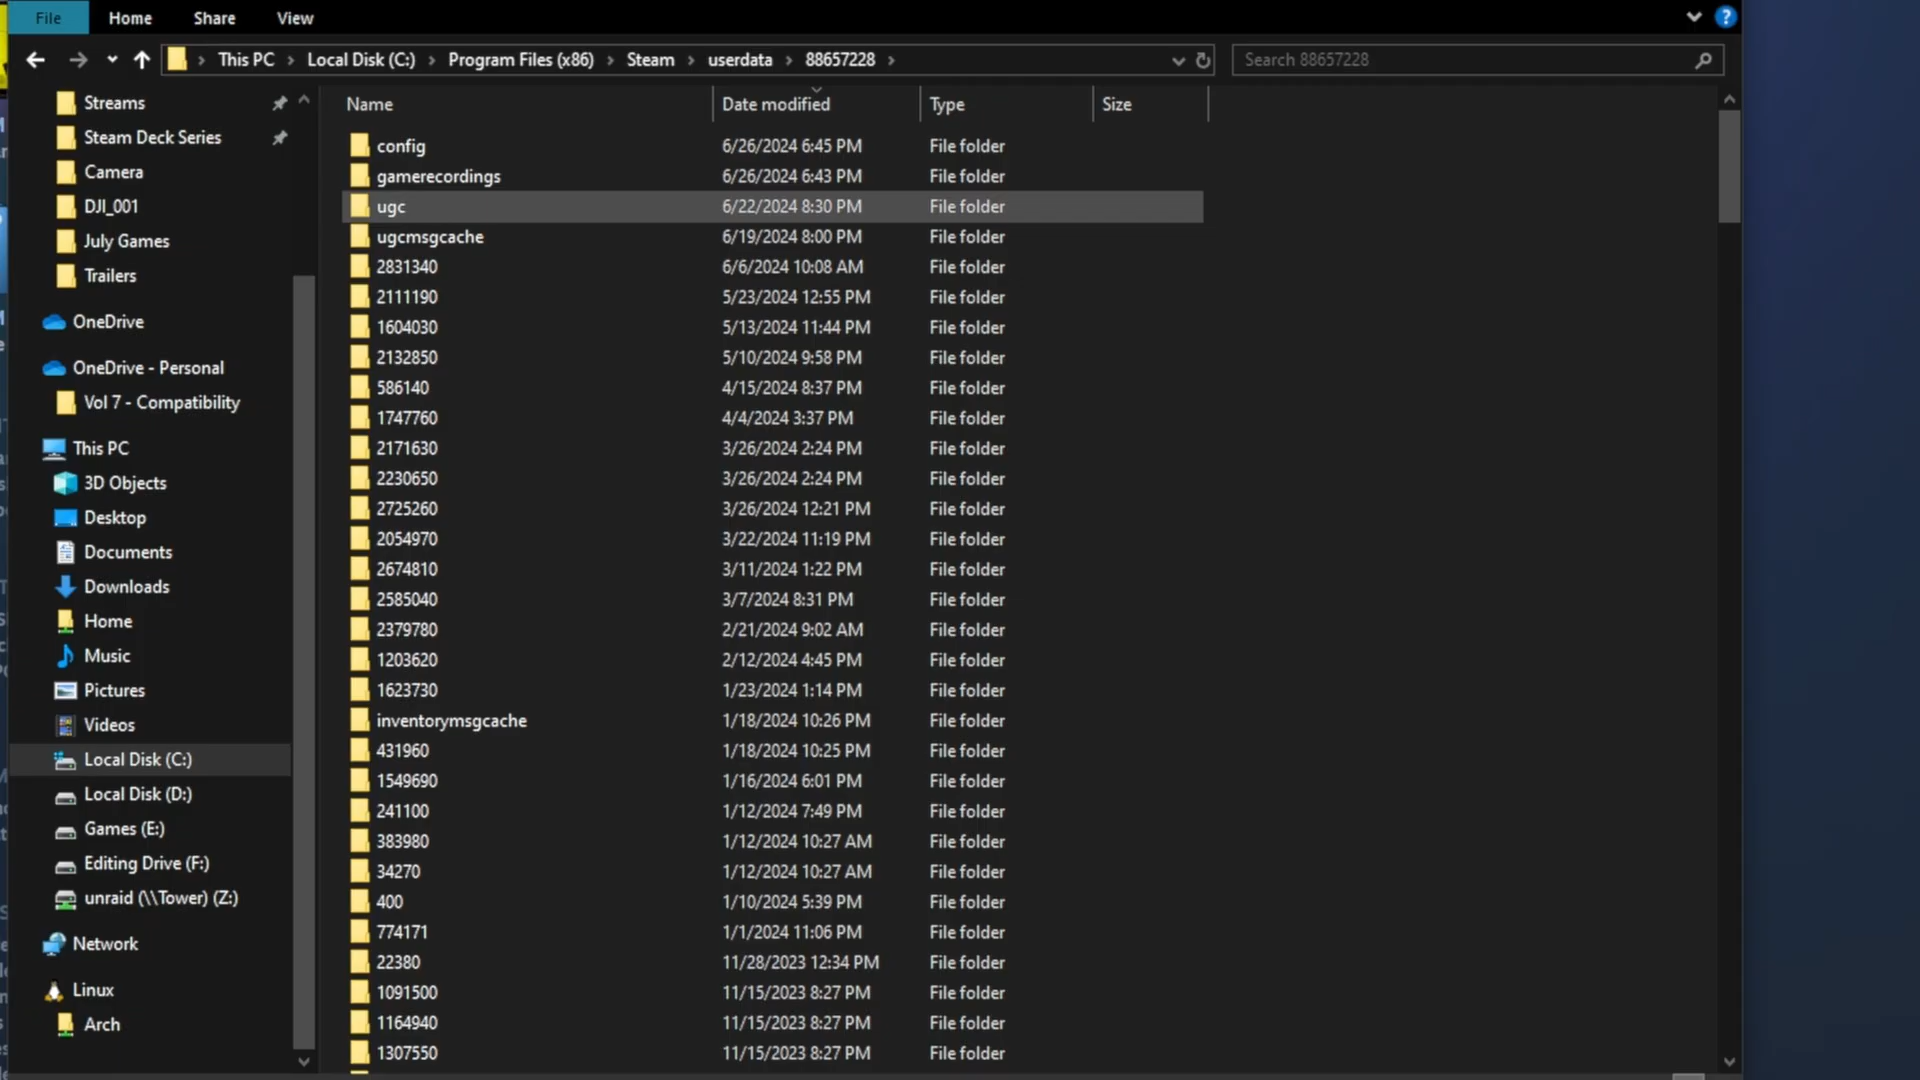 File Home Share View
This PC Local Disk (C:) Program Files (x86) Steam userdata 88657228
Search 88657228
Streams
Steam Deck Series
Camera
DJI_001
July Games
Trailers
OneDrive
OneDrive - Personal
Vol 7 - Compatibility
This PC
3D Objects
Desktop
Documents
Downloads
Home
Music
Pictures
Videos
Local Disk (C:)
Local Disk (D:)
Games (E:)
Editing Drive (F:)
unraid (\\Tower) (Z:)
Network
Linux
Arch
Name Date modified Type Size
config 6/26/2024 6:45 PM File folder
gamerecordings 6/26/2024 6:43 PM File folder
ugc 6/22/2024 8:30 PM File folder
ugcmsgcache 6/19/2024 8:00 PM File folder
2831340 6/6/2024 10:08 AM File folder
2111190 5/23/2024 12:55 PM File folder
1604030 5/13/2024 11:44 PM File folder
2132850 5/10/2024 9:58 PM File folder
586140 4/15/2024 8:37 PM File folder
1747760 4/4/2024 3:37 PM File folder
2171630 3/26/2024 2:24 PM File folder
2230650 3/26/2024 2:24 PM File folder
2725260 3/26/2024 12:21 PM File folder
2054970 3/22/2024 11:19 PM File folder
2674810 3/11/2024 1:22 PM File folder
2585040 3/7/2024 8:31 PM File folder
2379780 2/21/2024 9:02 AM File folder
1203620 2/12/2024 4:45 PM File folder
1623730 1/23/2024 1:14 PM File folder
inventorymsgcache 1/18/2024 10:26 PM File folder
431960 1/18/2024 10:25 PM File folder
1549690 1/16/2024 6:01 PM File folder
241100 1/12/2024 7:49 PM File folder
383980 1/12/2024 10:27 AM File folder
34270 1/12/2024 10:27 AM File folder
400 1/10/2024 5:39 PM File folder
774171 1/1/2024 11:06 PM File folder
22380 11/28/2023 12:34 PM File folder
1091500 11/15/2023 8:27 PM File folder
1164940 11/15/2023 8:27 PM File folder
1307550 11/15/2023 8:27 PM File folder